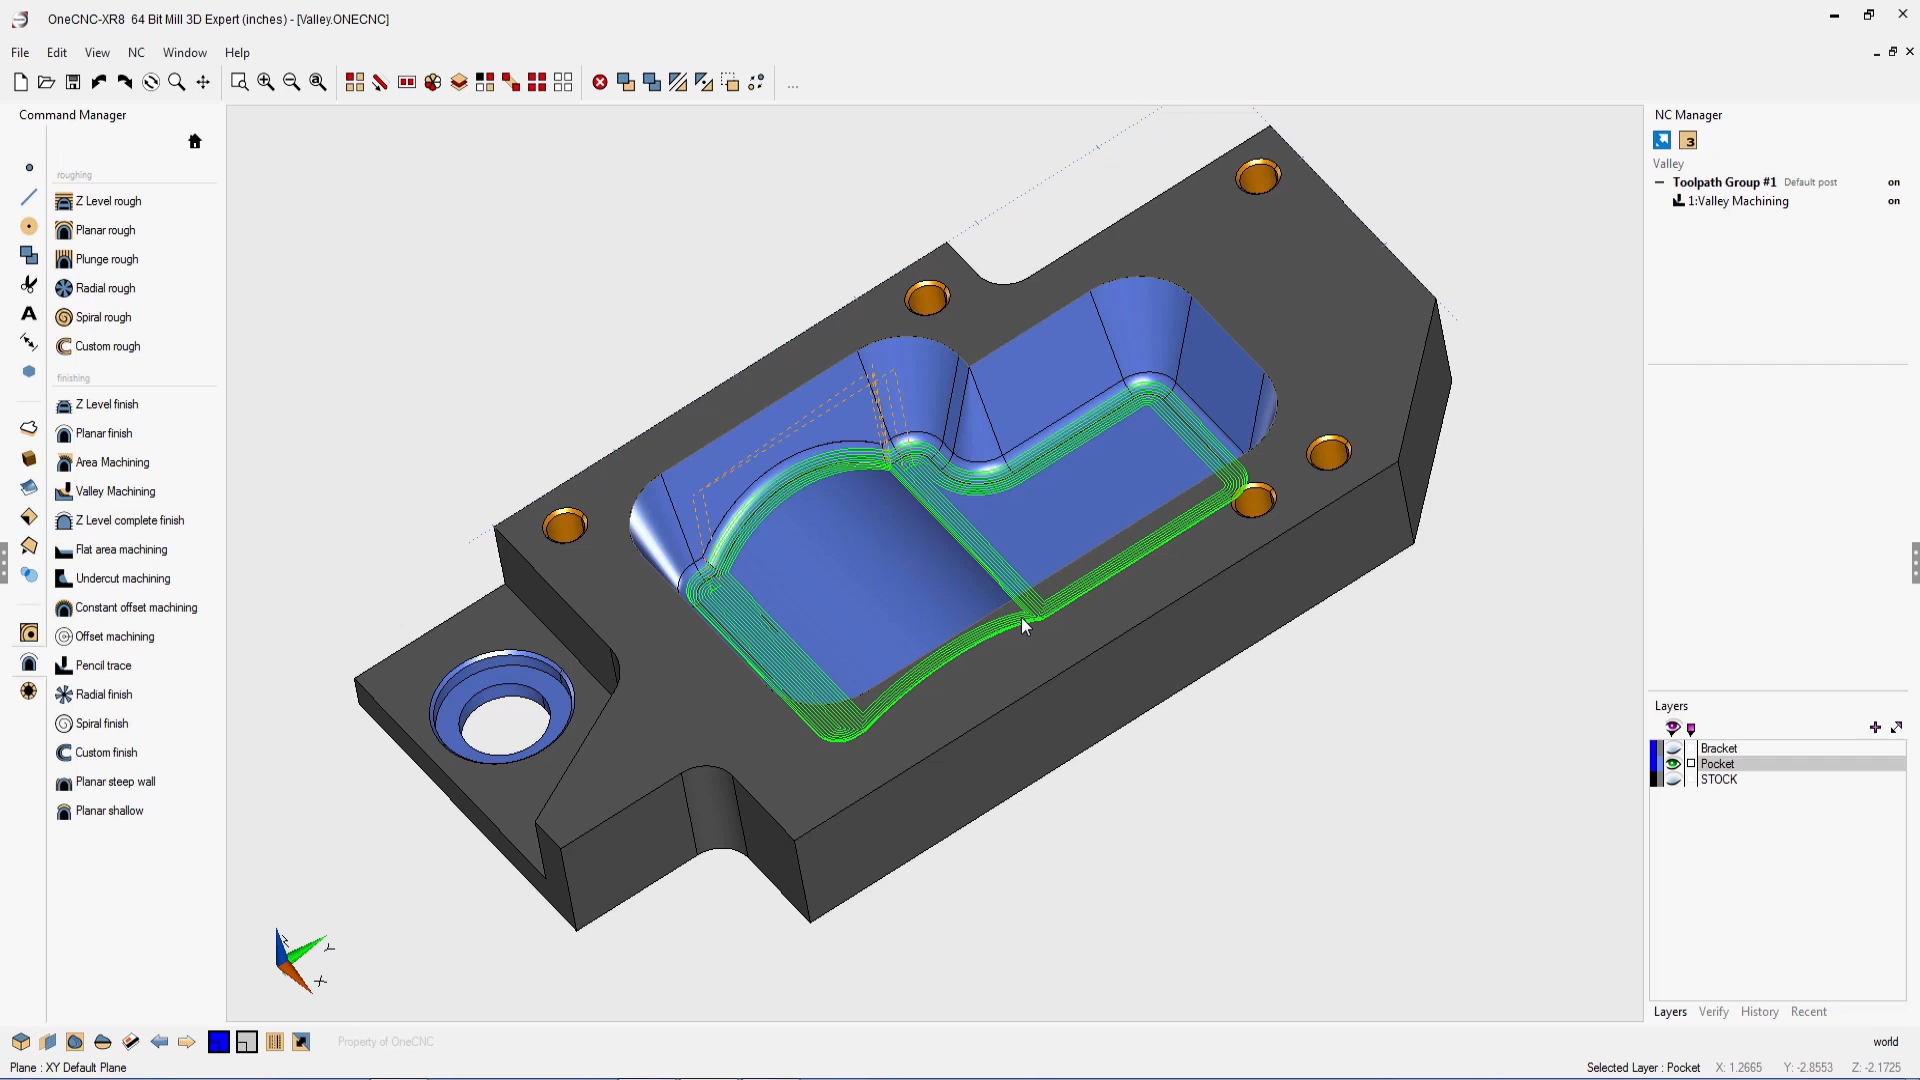 OneCNC-XR8 64 Bit Mill 3D Expert (inches) - [Valley.ONECNC]
File Edit View NC Window Help
...
Command Manager
roughing
Z Level rough
Planar rough
Plunge rough
Radial rough
Spiral rough
Custom rough
finishing
Z Level finish
Planar finish
Area Machining
Valley Machining
Z Level complete finish
Flat area machining
Undercut machining
Constant offset machining
Offset machining
Pencil trace
Radial finish
Spiral finish
Custom finish
Planar steep wall
Planar shallow
A
Z
Y
X
NC Manager
3
Valley
Toolpath Group #1 Default post on
1:Valley Machining on
Layers
Bracket
Pocket
STOCK
Layers Verify History Recent
Property of OneCNC
world
Plane : XY Default Plane
Selected Layer : Pocket X: 1.2665 Y: -2.8553 Z: -2.1725